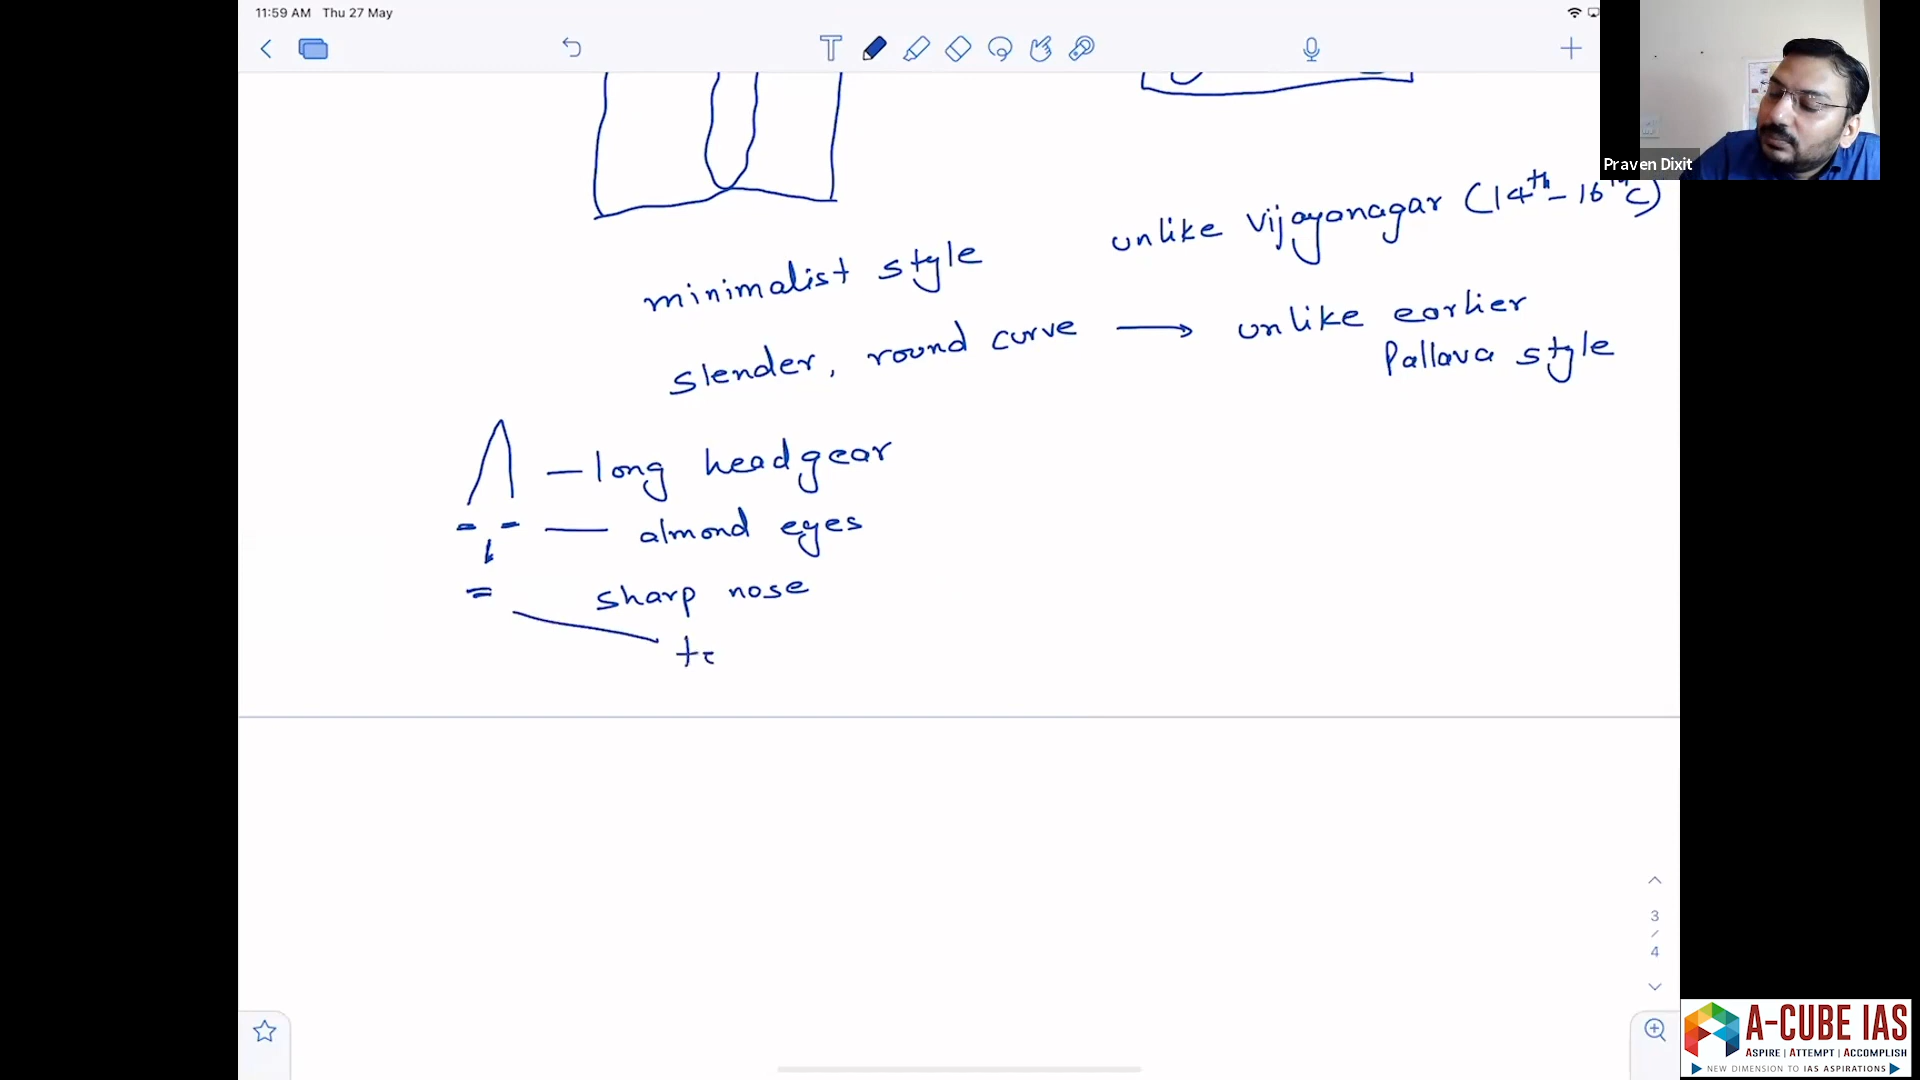 11:59 AM Thu 27 May
T
Praven Dixit
unlike Vijayanagar (14th - 16th C)
minimalist style
slender, round curve → unlike earlier
Pallava style
— long headgear
— almond eyes
sharp nose
3
/
4
A-CUBE IAS
ASPIRE | ATTEMPT | ACCOMPLISH
NEW DIMENSION TO IAS ASPIRATIONS